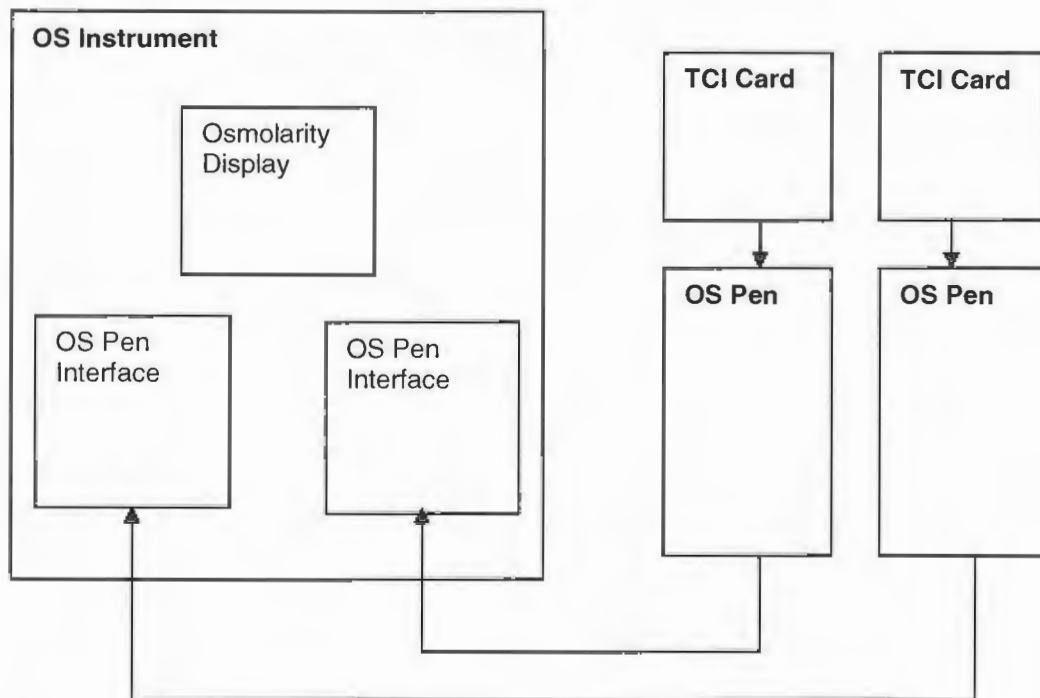 OS Instrument
TCI Card
TCI Card
Osmolarity
Display
OS Pen
OS Pen
OS Pen
Interface
OS Pen
Interface